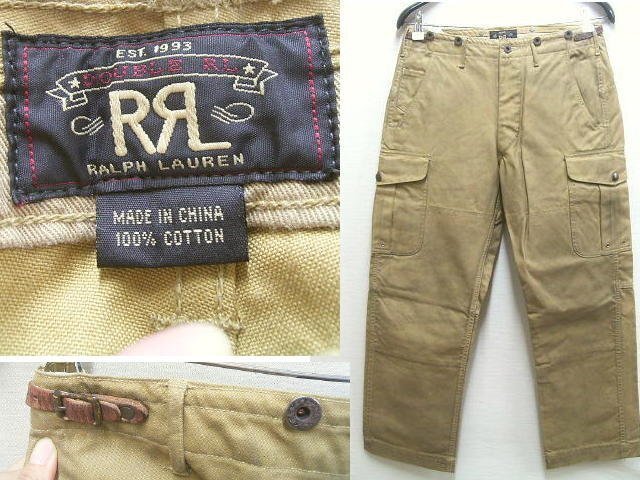 EST. 1993
DOUBLE RL
RRL
RALPH LAUREN
MADE IN CHINA
100% COTTON